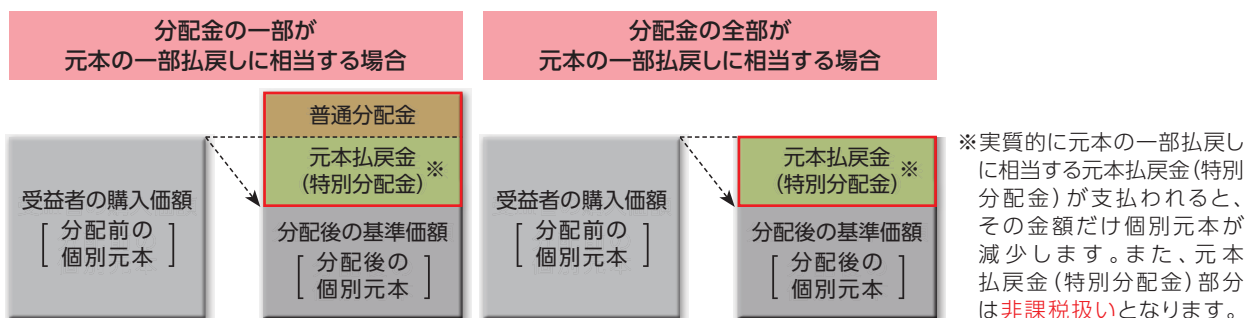 分配金の一部が
元本の一部払戻しに相当する場合
受益者の購入価額
[ 分配前の
個別元本 ]
普通分配金
元本払戻金
(特別分配金) ※
分配後の基準価額
[ 分配後の
個別元本 ]
分配金の全部が
元本の一部払戻しに相当する場合
受益者の購入価額
[ 分配前の
個別元本 ]
元本払戻金
(特別分配金) ※
分配後の基準価額
[ 分配後の
個別元本 ]
※実質的に元本の一部払戻し
に相当する元本払戻金(特別
分配金)が支払われると、
その金額だけ個別元本が
減少します。また、元本
払戻金(特別分配金)部分
は非課税扱いとなります。